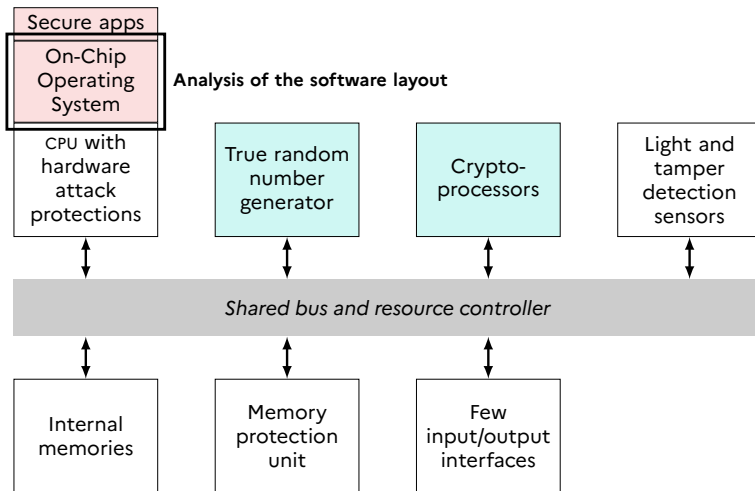 Secure apps
On-Chip
Operating
System
Analysis of the software layout
CPU with
hardware
attack
protections
True random
number
generator
Crypto-
processors
Light and
tamper
detection
sensors
Shared bus and resource controller
Internal
memories
Memory
protection
unit
Few
input/output
interfaces